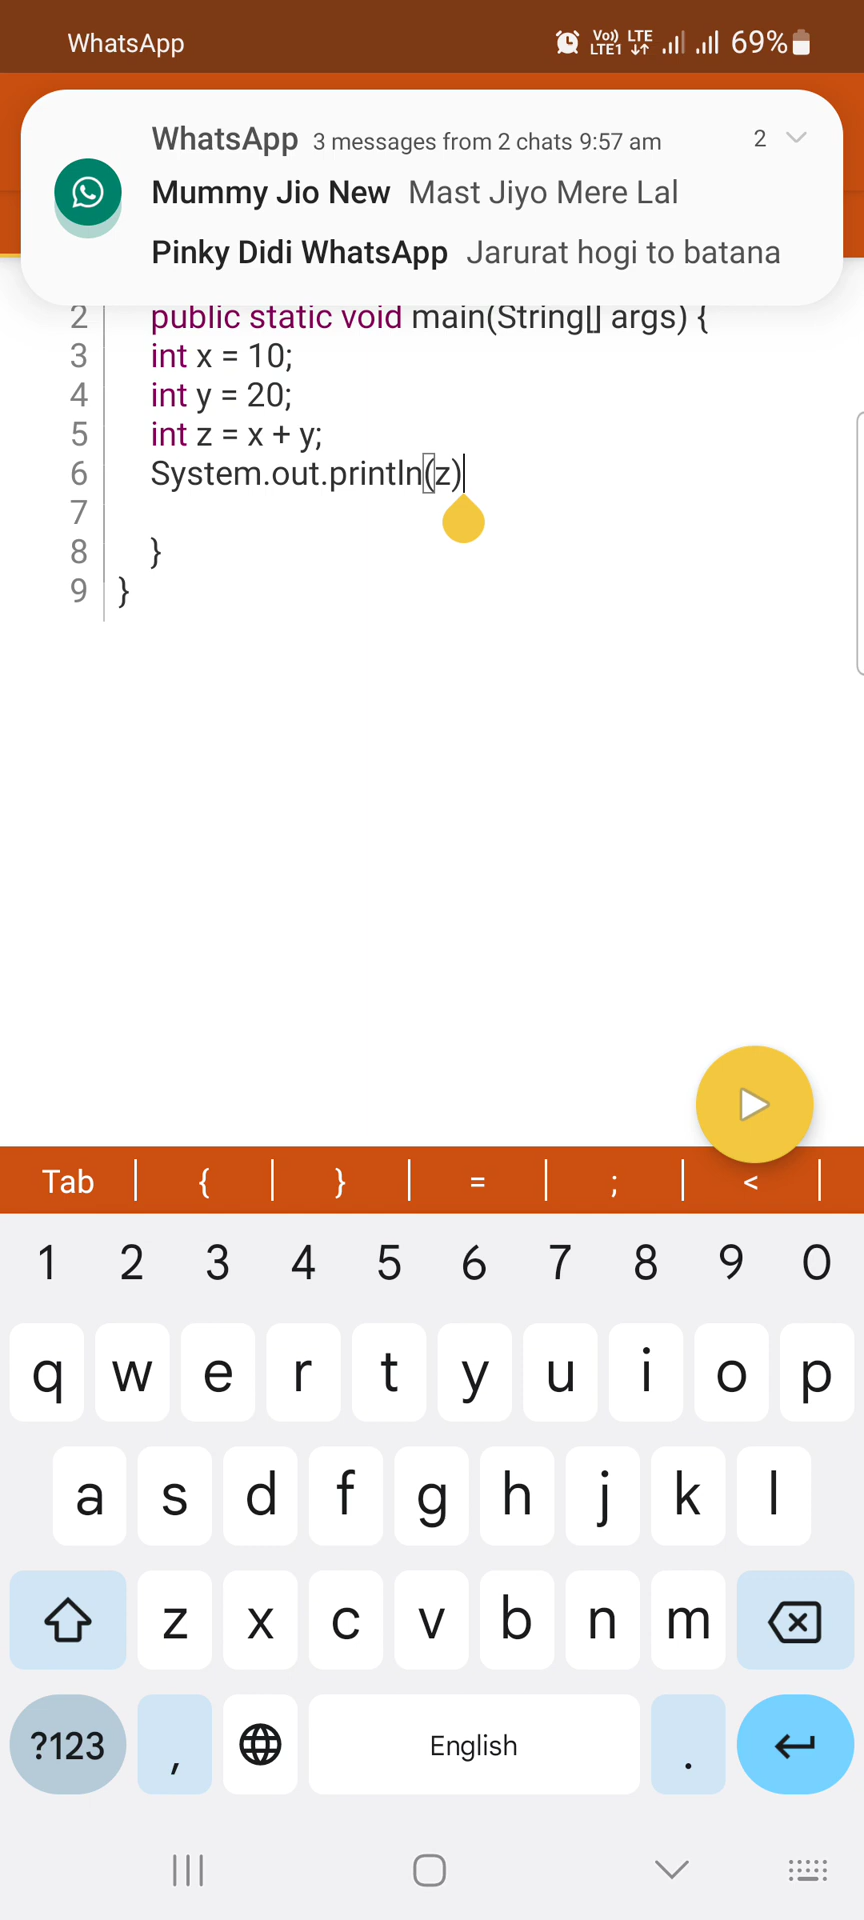 WhatsApp Vo)) LTE LTE1 69%
WhatsApp 3 messages from 2 chats 9:57 am 2
Mummy Jio New Mast Jiyo Mere Lal
Pinky Didi WhatsApp Jarurat hogi to batana
2 public static void main(String[] args) {
3 int x = 10;
4 int y = 20;
5 int z = x + y;
6 System.out.println(z)
7
8 }
9 }
Tab { } = ; <
1 2 3 4 5 6 7 8 9 0
q w e r t y u i o p
a s d f g h j k l
z x c v b n m
?123 , English .